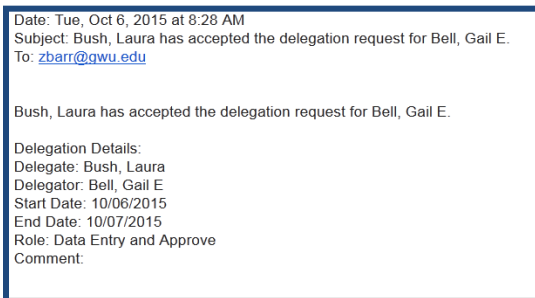 Date: Tue, Oct 6, 2015 at 8:28 AM
Subject: Bush, Laura has accepted the delegation request for Bell, Gail E.
To: zbarr@gwu.edu
Bush, Laura has accepted the delegation request for Bell, Gail E.
Delegation Details:
Delegate: Bush, Laura
Delegator: Bell, Gail E
Start Date: 10/06/2015
End Date: 10/07/2015
Role: Data Entry and Approve
Comment: